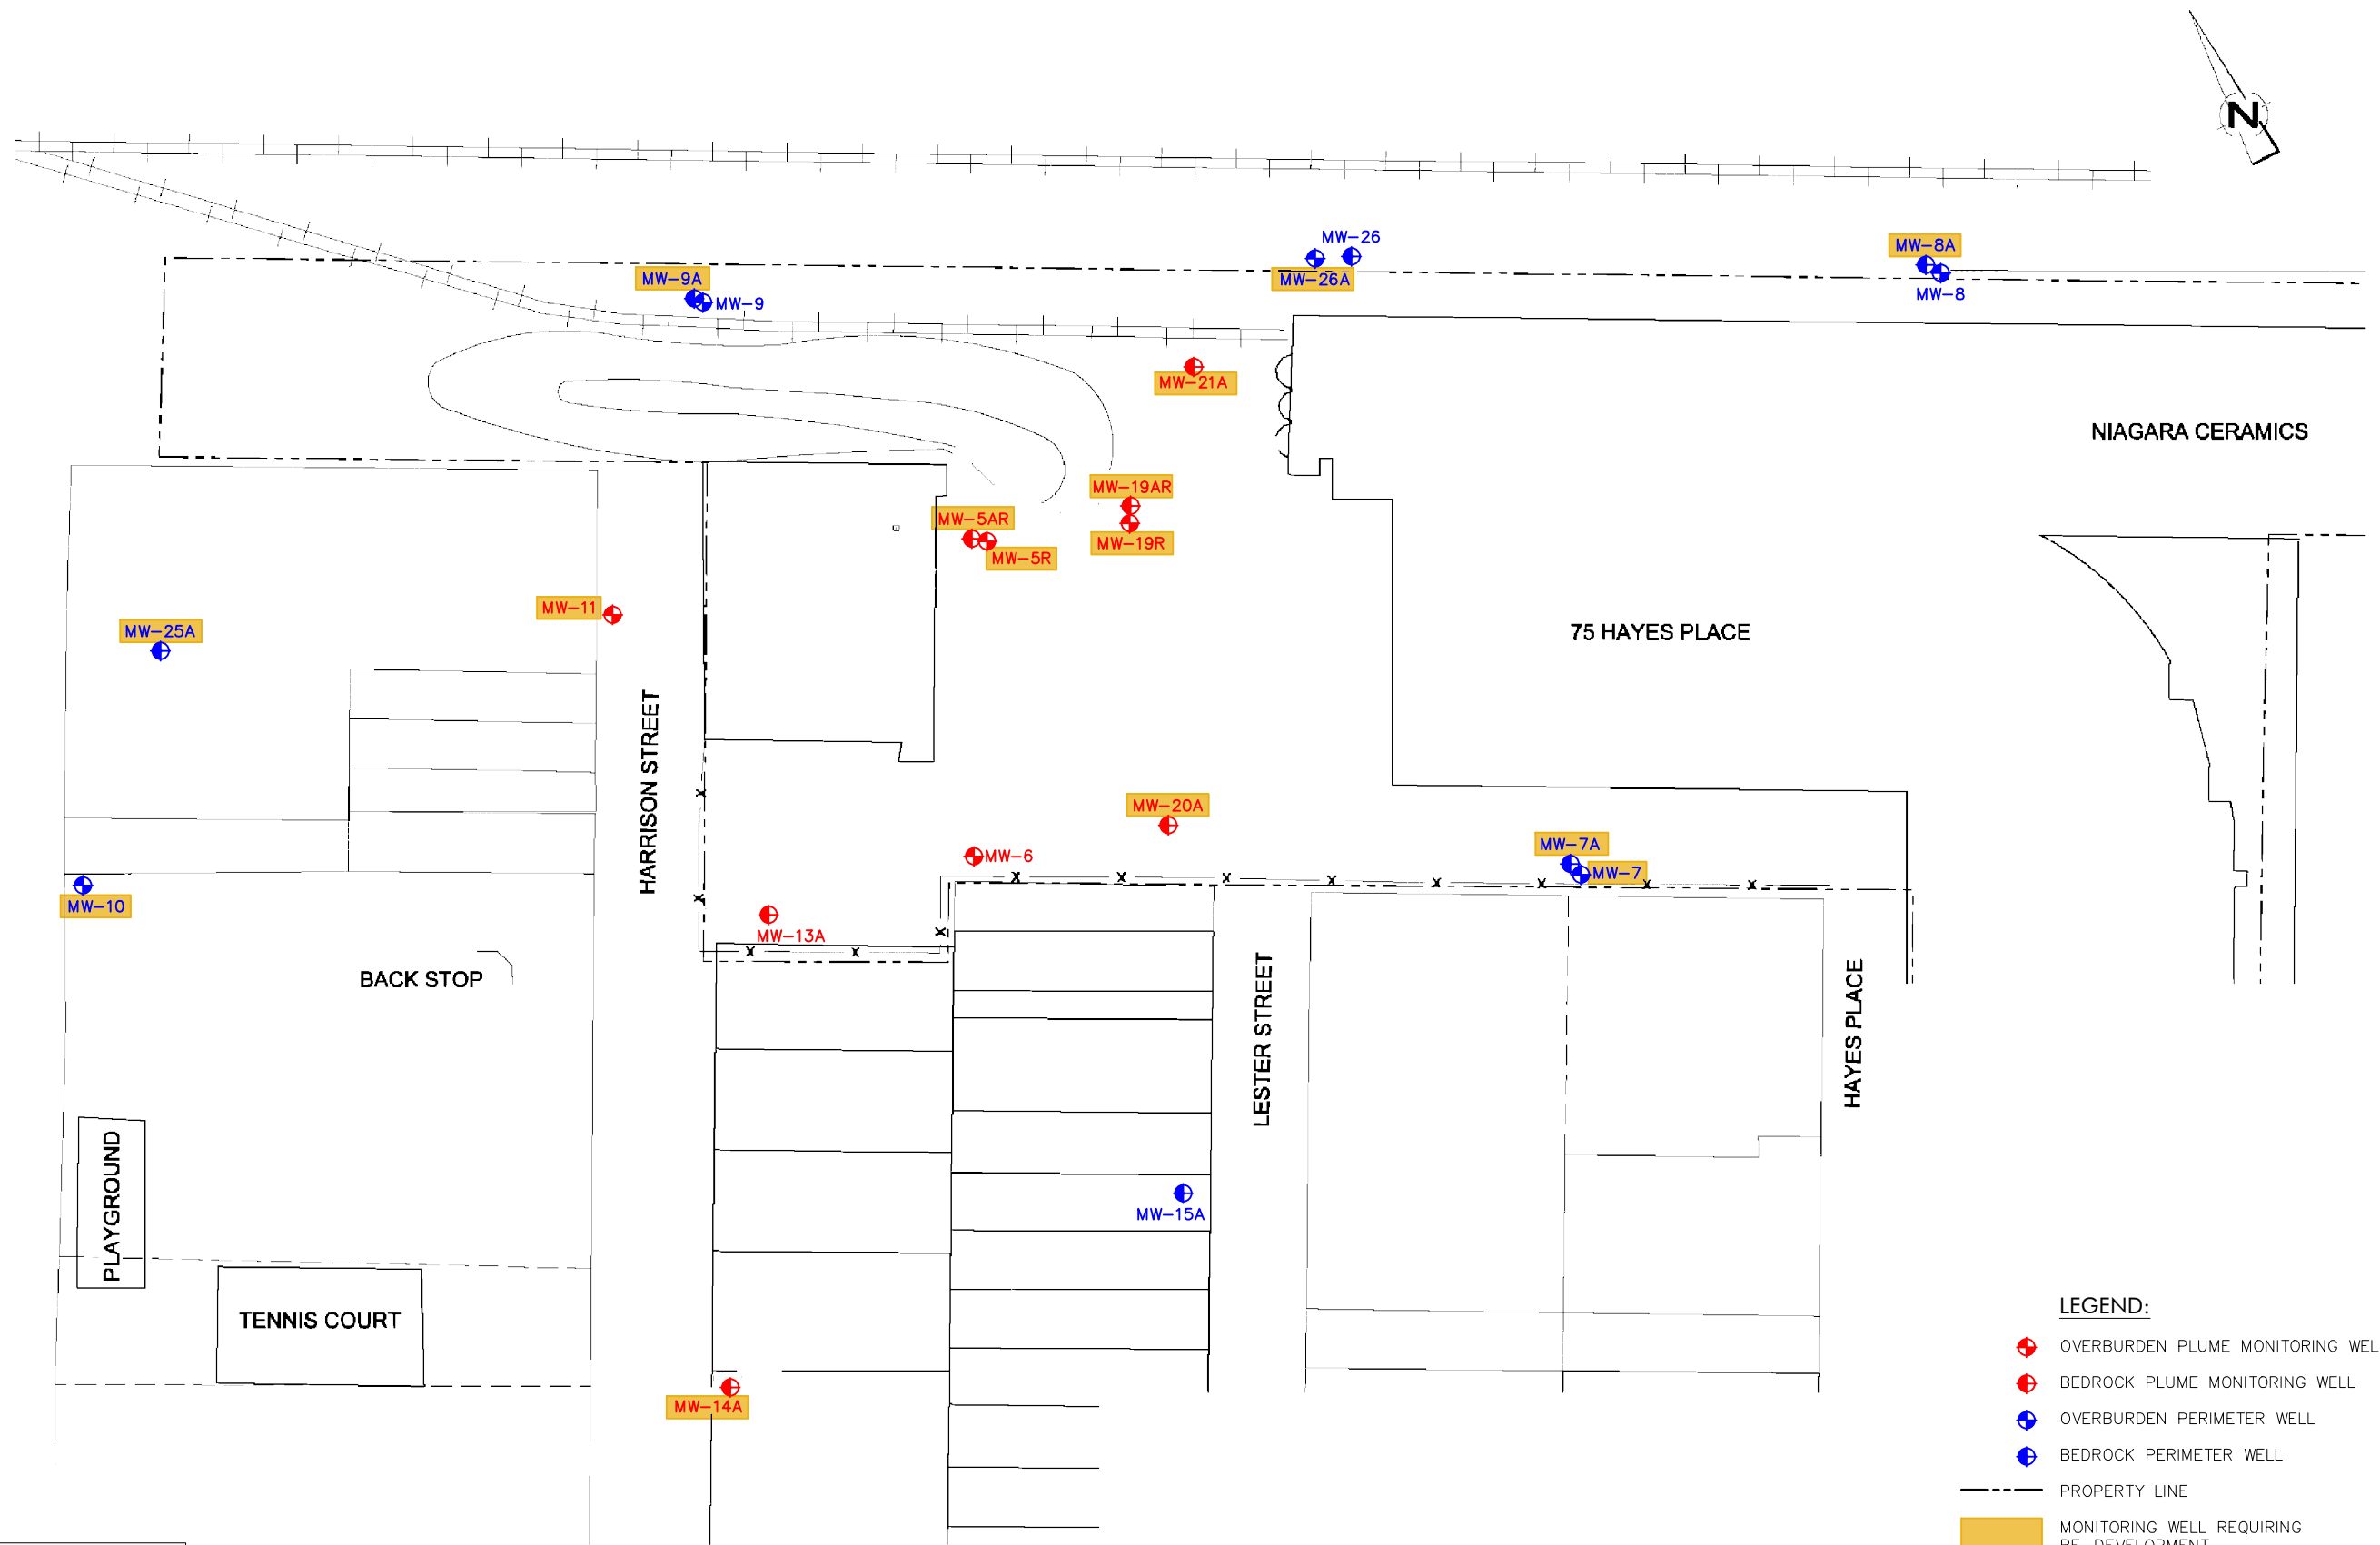 N
MW-26
MW-8A
MW-9A
MW-26A
MW-8
MW-9
MW-21A
NIAGARA CERAMICS
MW-19AR
MW-5AR
MW-19R
MW-5R
MW-11
MW-25A
75 HAYES PLACE
HARRISON STREET
MW-20A
MW-7A
MW-6
MW-7
MW-10
MW-13A
BACK STOP
LESTER STREET
HAYES PLACE
PLAYGROUND
MW-15A
TENNIS COURT
MW-14A
LEGEND:
OVERBURDEN PLUME MONITORING WEL
BEDROCK PLUME MONITORING WELL
OVERBURDEN PERIMETER WELL
BEDROCK PERIMETER WELL
PROPERTY LINE
MONITORING WELL REQUIRING
RE-DEVELOPMENT